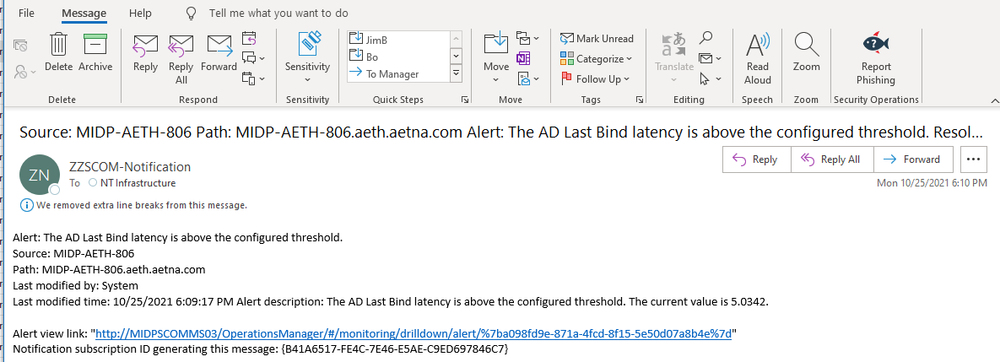 File Message Help Tell me what you want to do
Delete Archive Reply Reply All Forward Sensitivity JimB Bo To Manager Move Mark Unread Categorize Follow Up Translate Read Aloud Zoom Report Phishing
Delete Respond Sensitivity Quick Steps Move Tags Editing Speech Zoom Security Operations
Source: MIDP-AETH-806 Path: MIDP-AETH-806.aeth.aetna.com Alert: The AD Last Bind latency is above the configured threshold. Resol...
ZN ZZSCOM-Notification Reply Reply All Forward ...
To NT Infrastructure Mon 10/25/2021 6:10 PM
We removed extra line breaks from this message.
Alert: The AD Last Bind latency is above the configured threshold.
Source: MIDP-AETH-806
Path: MIDP-AETH-806.aeth.aetna.com
Last modified by: System
Last modified time: 10/25/2021 6:09:17 PM Alert description: The AD Last Bind latency is above the configured threshold. The current value is 5.0342.
Alert view link: "http://MIDPSCOMMS03/OperationsManager/#/monitoring/drilldown/alert/%7ba098fd9e-871a-4fcd-8f15-5e50d07a8b4e%7d"
Notification subscription ID generating this message: {B41A6517-FE4C-7E46-E5AE-C9ED697846C7}